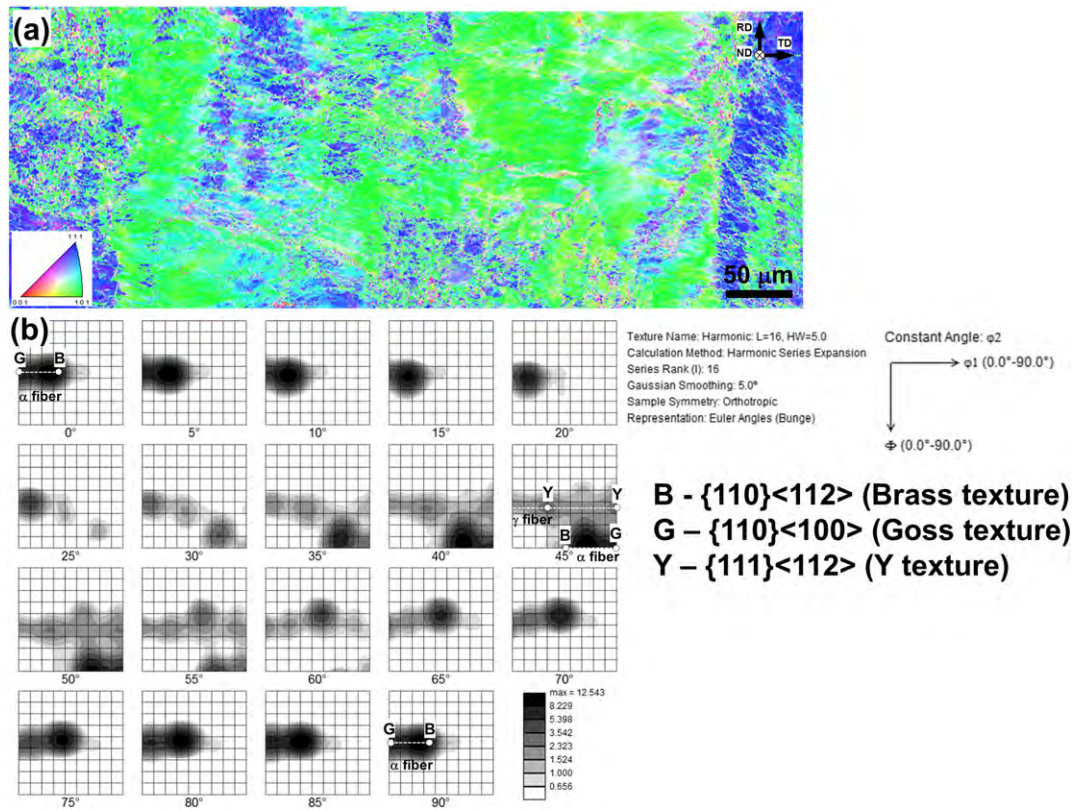 (a)
RD
ND
TD
111
001
101
50 μm
(b)
G
B
α fiber
0°
5°
10°
15°
20°
Texture Name: Harmonic: L=16, HW=5.0
Calculation Method: Harmonic Series Expansion
Series Rank (l): 16
Gaussian Smoothing: 5.0°
Sample Symmetry: Orthotropic
Representation: Euler Angles (Bunge)
Constant Angle: φ2
φ1 (0.0°-90.0°)
Φ (0.0°-90.0°)
25°
30°
35°
40°
Y
Y
γ fiber
B
G
45°
α fiber
B - {110}<112> (Brass texture)
G – {110}<100> (Goss texture)
Y – {111}<112> (Y texture)
50°
55°
60°
65°
70°
75°
80°
85°
G
B
α fiber
90°
max = 12.543
8.229
5.398
3.542
2.323
1.524
1.000
0.656